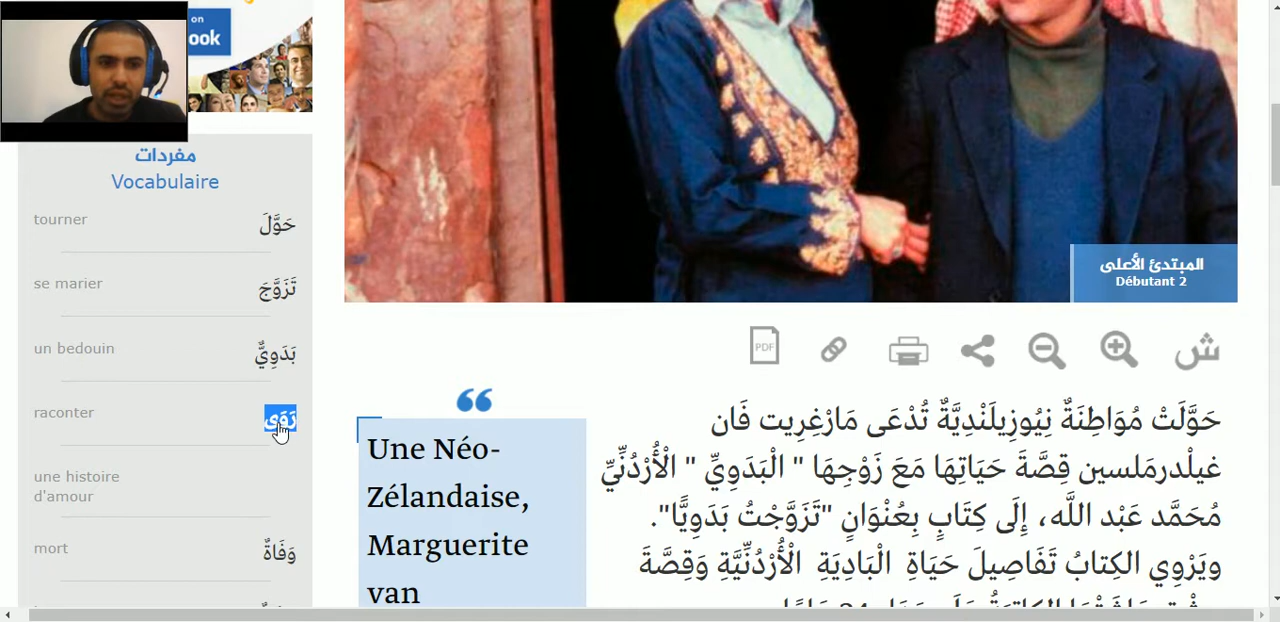 on
ook
مفردات
Vocabulaire
tourner
حَوَّلَ
se marier
تَزَوَّجَ
un bedouin
بَدَوِيٌّ
raconter
رَوَى
une histoire
d'amour
mort
وَفَاةٌ
المبتدئ الأعلى
Débutant 2
PDF
ش
Une Néo-
Zélandaise,
Marguerite
van
حَوَّلَتْ مُوَاطِنَةٌ نِيُوزِيلَنْدِيَّةٌ تُدْعَى مَارْغِرِيت فَان
غيلْدرمَلسين قِصَّةَ حَيَاتِهَا مَعَ زَوْجِهَا " الْبَدَوِيِّ " الْأُرْدُنِّيِّ
مُحَمَّد عَبْد اللَّه، إِلَى كِتَابٍ بِعُنْوَانٍ "تَزَوَّجْتُ بَدَوِيًّا".
ويَرْوِي الكِتابُ تَفَاصِيلَ حَيَاةِ الْبَادِيَةِ الْأُرْدُنِّيَّةِ وَقِصَّةَ